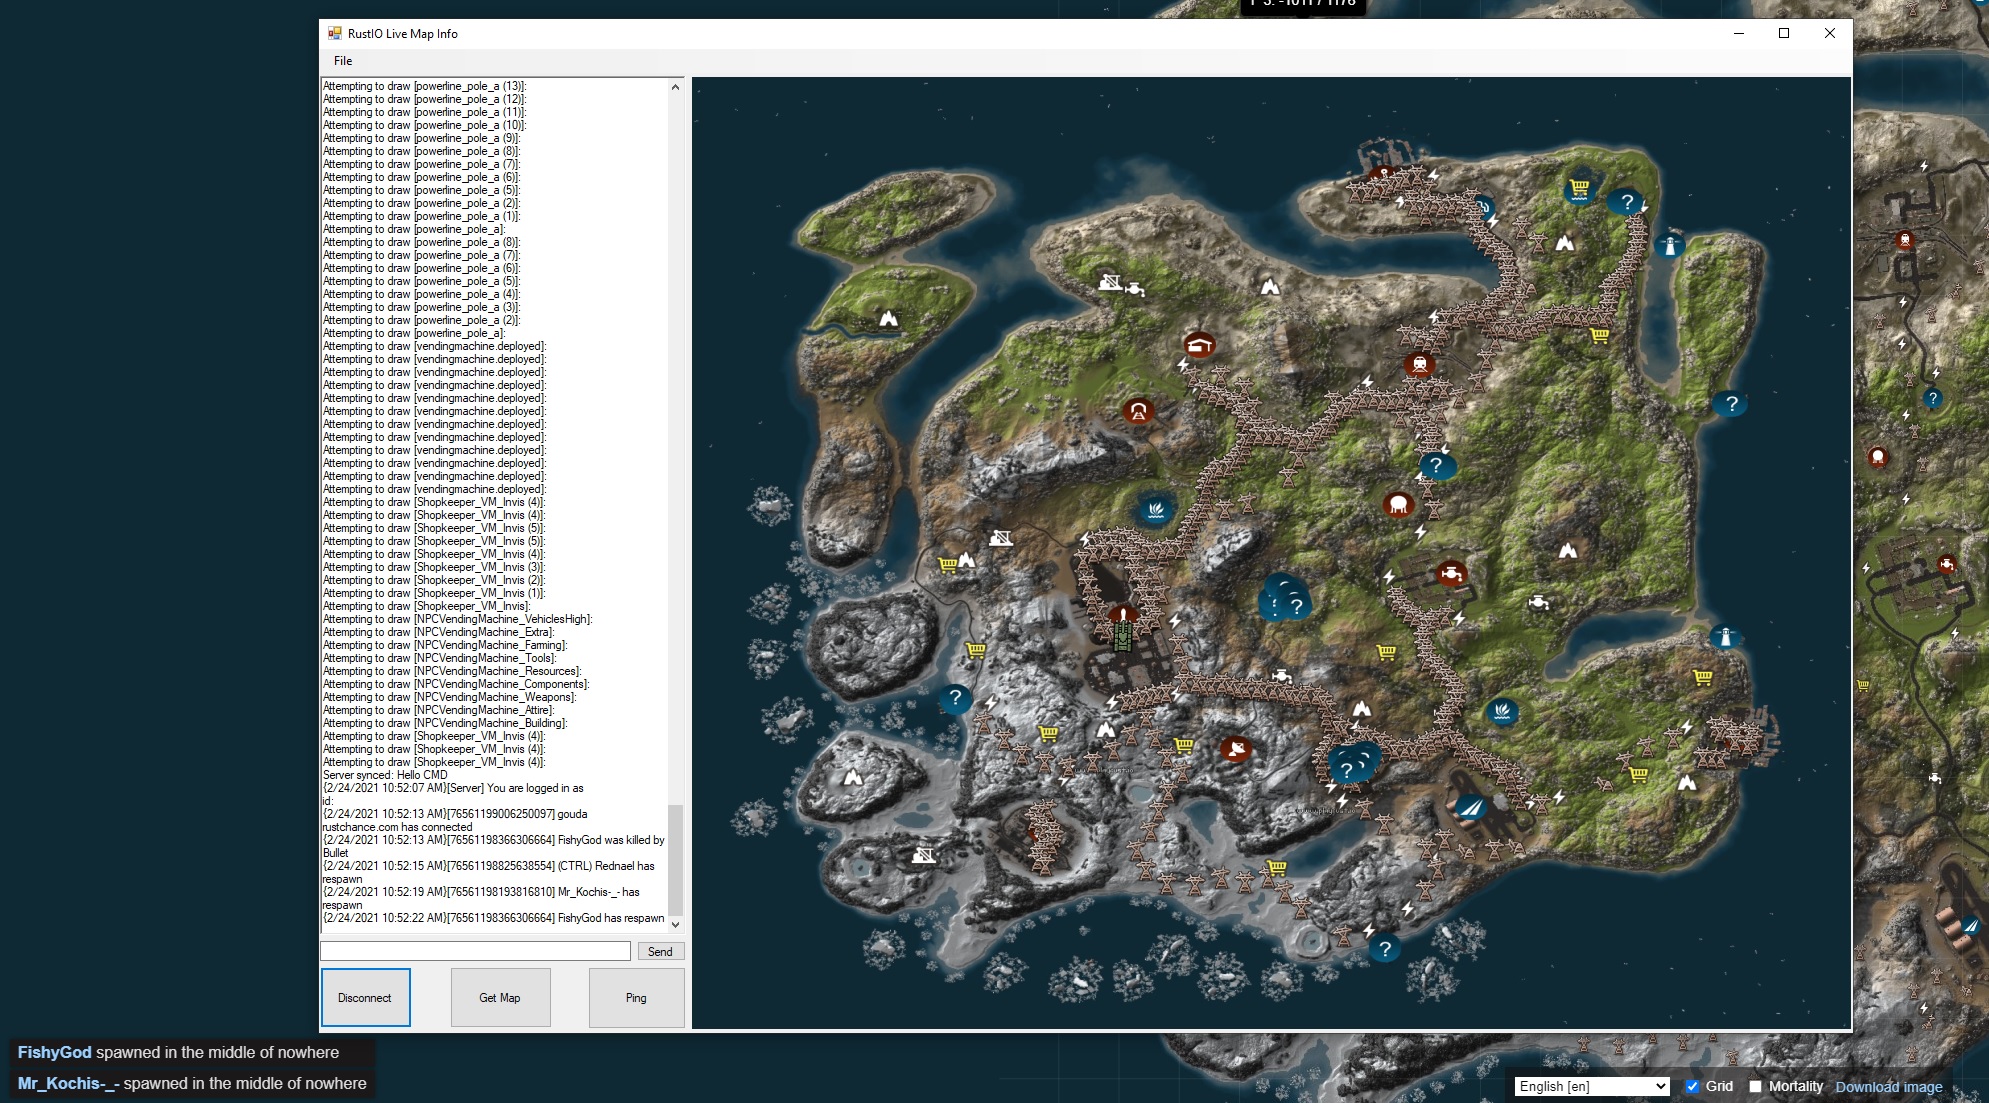 RustIO Live Map Info
File
Attempting to draw [powerline_pole_a (13)]:
Attempting to draw [powerline_pole_a (12)]:
Attempting to draw [powerline_pole_a (11)]:
Attempting to draw [powerline_pole_a (10)]:
Attempting to draw [powerline_pole_a (9)]:
Attempting to draw [powerline_pole_a (8)]:
Attempting to draw [powerline_pole_a (7)]:
Attempting to draw [powerline_pole_a (6)]:
Attempting to draw [powerline_pole_a (5)]:
Attempting to draw [powerline_pole_a (2)]:
Attempting to draw [powerline_pole_a (1)]:
Attempting to draw [powerline_pole_a]:
Attempting to draw [powerline_pole_a (8)]:
Attempting to draw [powerline_pole_a (7)]:
Attempting to draw [powerline_pole_a (6)]:
Attempting to draw [powerline_pole_a (5)]:
Attempting to draw [powerline_pole_a (4)]:
Attempting to draw [powerline_pole_a (3)]:
Attempting to draw [powerline_pole_a (2)]:
Attempting to draw [powerline_pole_a]:
Attempting to draw [vendingmachine.deployed]:
Attempting to draw [vendingmachine.deployed]:
Attempting to draw [vendingmachine.deployed]:
Attempting to draw [vendingmachine.deployed]:
Attempting to draw [vendingmachine.deployed]:
Attempting to draw [vendingmachine.deployed]:
Attempting to draw [vendingmachine.deployed]:
Attempting to draw [vendingmachine.deployed]:
Attempting to draw [vendingmachine.deployed]:
Attempting to draw [vendingmachine.deployed]:
Attempting to draw [vendingmachine.deployed]:
Attempting to draw [vendingmachine.deployed]:
Attempting to draw [Shopkeeper_VM_Invis (4)]:
Attempting to draw [Shopkeeper_VM_Invis (4)]:
Attempting to draw [Shopkeeper_VM_Invis (5)]:
Attempting to draw [Shopkeeper_VM_Invis (5)]:
Attempting to draw [Shopkeeper_VM_Invis (4)]:
Attempting to draw [Shopkeeper_VM_Invis (3)]:
Attempting to draw [Shopkeeper_VM_Invis (2)]:
Attempting to draw [Shopkeeper_VM_Invis (1)]:
Attempting to draw [Shopkeeper_VM_Invis]:
Attempting to draw [NPCVendingMachine_VehiclesHigh]:
Attempting to draw [NPCVendingMachine_Extra]:
Attempting to draw [NPCVendingMachine_Farming]:
Attempting to draw [NPCVendingMachine_Tools]:
Attempting to draw [NPCVendingMachine_Resources]:
Attempting to draw [NPCVendingMachine_Components]:
Attempting to draw [NPCVendingMachine_Weapons]:
Attempting to draw [NPCVendingMachine_Attire]:
Attempting to draw [NPCVendingMachine_Building]:
Attempting to draw [Shopkeeper_VM_Invis (4)]:
Attempting to draw [Shopkeeper_VM_Invis (4)]:
Attempting to draw [Shopkeeper_VM_Invis (4)]:
Server synced: Hello CMD
{2/24/2021 10:52:07 AM}[Server] You are logged in as
id:
{2/24/2021 10:52:13 AM}[76561199006250097] gouda
rustchance.com has connected
{2/24/2021 10:52:13 AM}[76561198366306664] FishyGod was killed by
Bullet
{2/24/2021 10:52:15 AM}[76561198825638554] (CTRL) Rednael has
respawn
{2/24/2021 10:52:19 AM}[76561198193816810] Mr_Kochis-_- has
respawn
{2/24/2021 10:52:22 AM}[76561198366306664] FishyGod has respawn
Send
Disconnect
Get Map
Ping
FishyGod spawned in the middle of nowhere
Mr_Kochis-_- spawned in the middle of nowhere
English [en]
Grid
Mortality
Download image